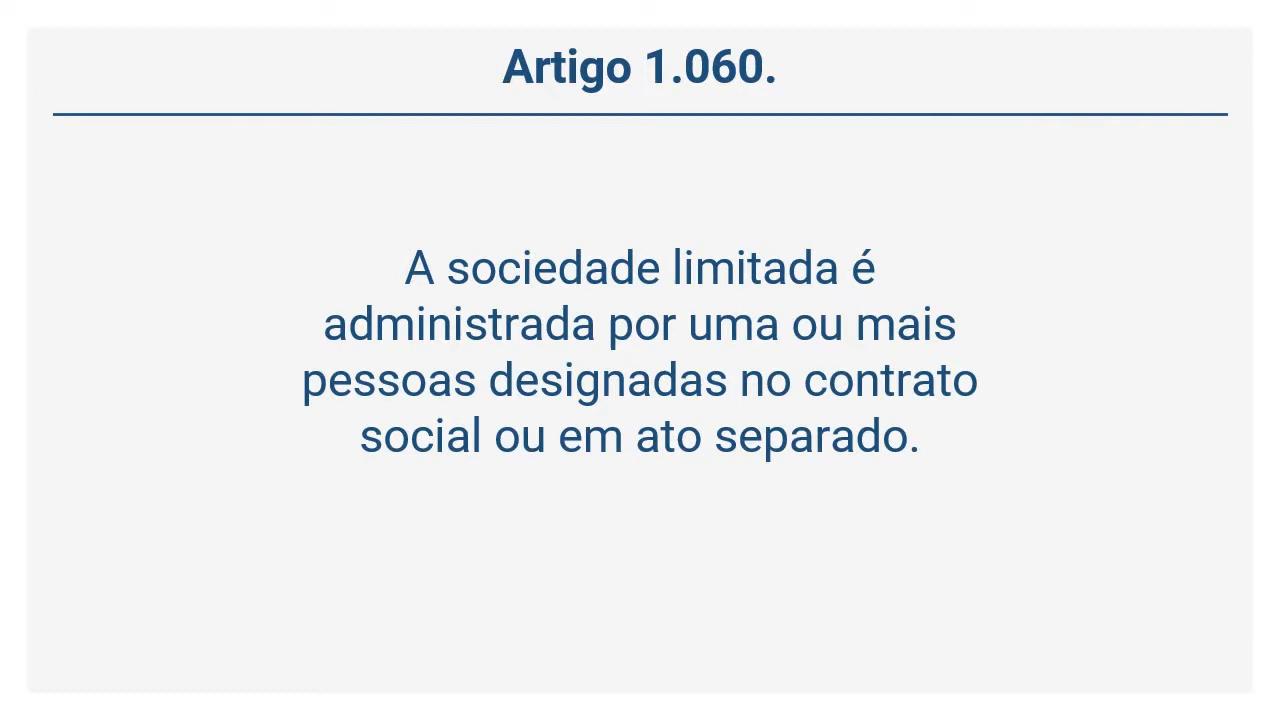 Artigo 1.060.
A sociedade limitada é
administrada por uma ou mais
pessoas designadas no contrato
social ou em ato separado.